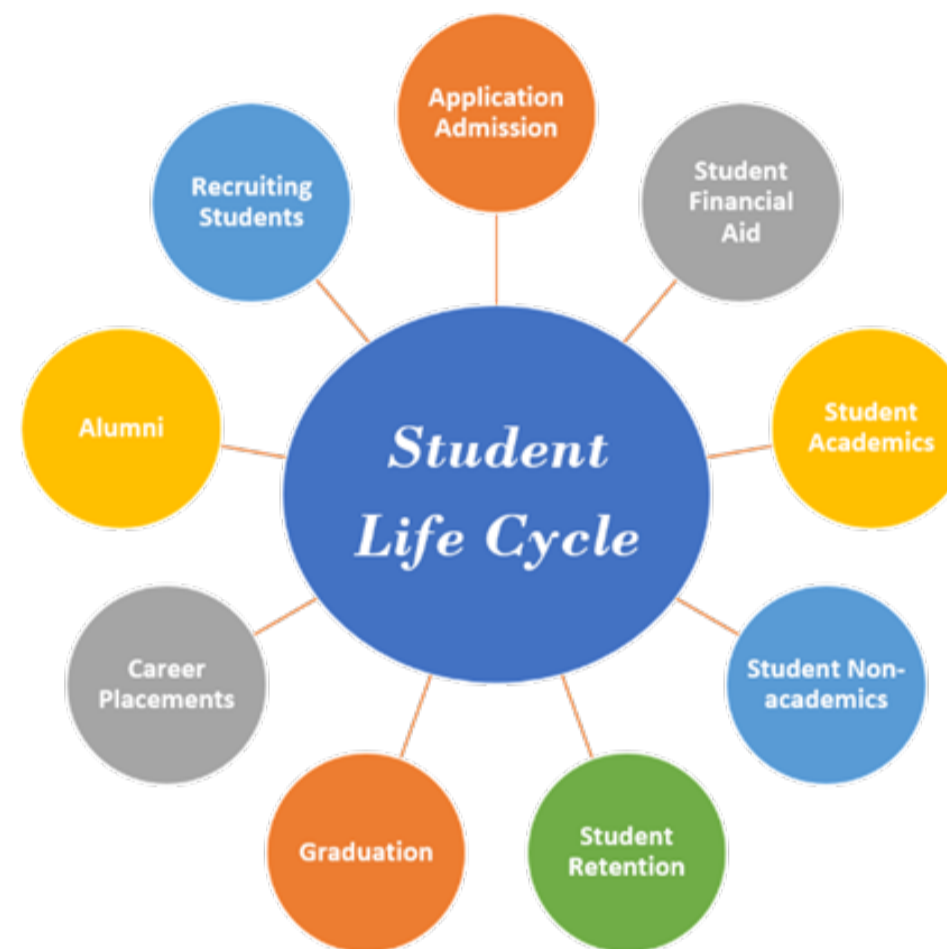 Application
Admission
Student
Financial
Aid
Student
Academics
Student Non-
academics
Student
Retention
Graduation
Career
Placements
Alumni
Recruiting
Students
Student
Life Cycle